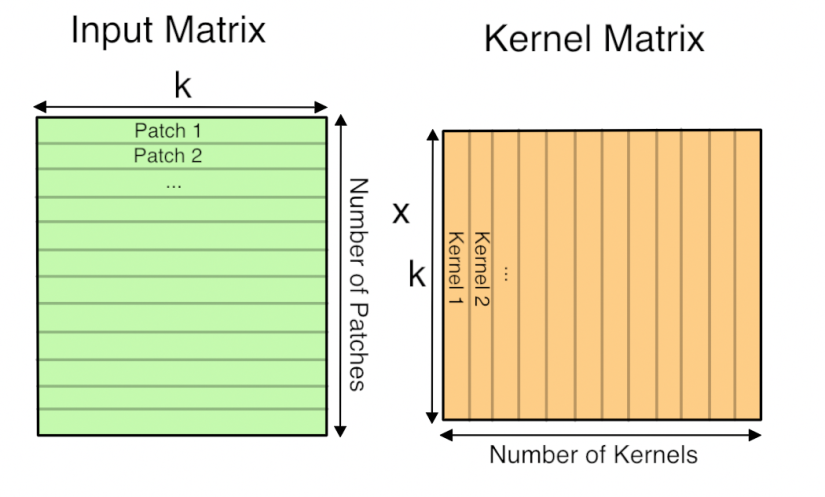 Input Matrix
k
Patch 1
Patch 2
...
Number of Patches
x
Kernel Matrix
k
Kernel 1
Kernel 2
...
Number of Kernels